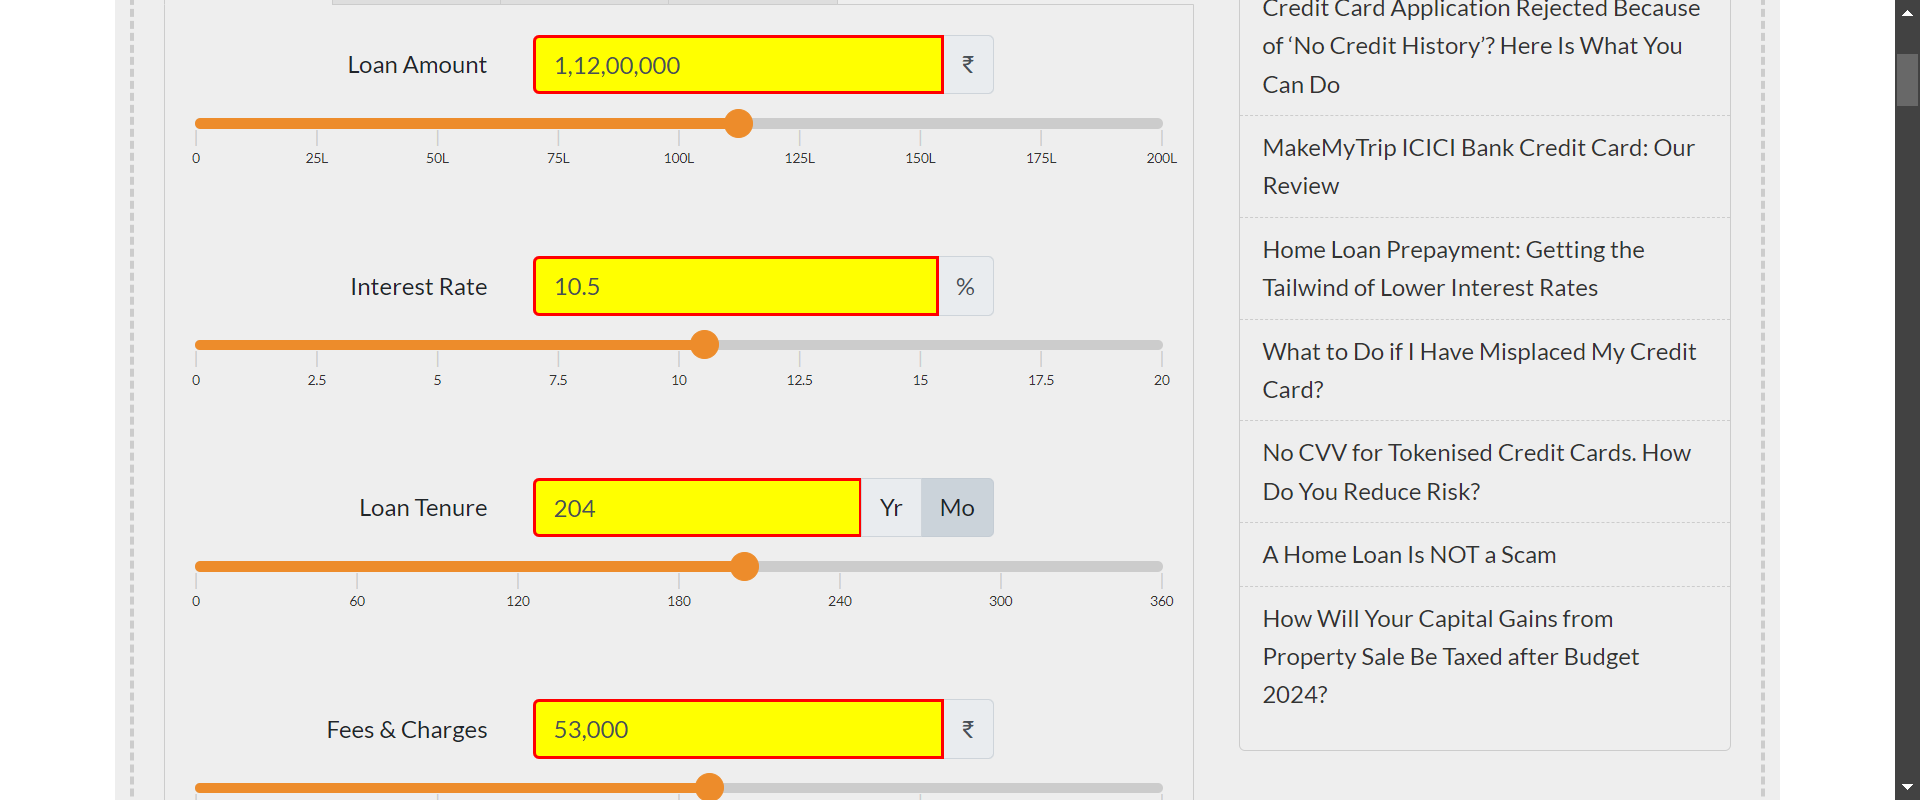 Loan Amount
1,12,00,000
₹
0 25L 50L 75L 100L 125L 150L 175L 200L
Interest Rate
10.5
%
0 2.5 5 7.5 10 12.5 15 17.5 20
Loan Tenure
204
Yr Mo
0 60 120 180 240 300 360
Fees & Charges
53,000
₹
Credit Card Application Rejected Because
of ‘No Credit History’? Here Is What You
Can Do
MakeMyTrip ICICI Bank Credit Card: Our
Review
Home Loan Prepayment: Getting the
Tailwind of Lower Interest Rates
What to Do if I Have Misplaced My Credit
Card?
No CVV for Tokenised Credit Cards. How
Do You Reduce Risk?
A Home Loan Is NOT a Scam
How Will Your Capital Gains from
Property Sale Be Taxed after Budget
2024?